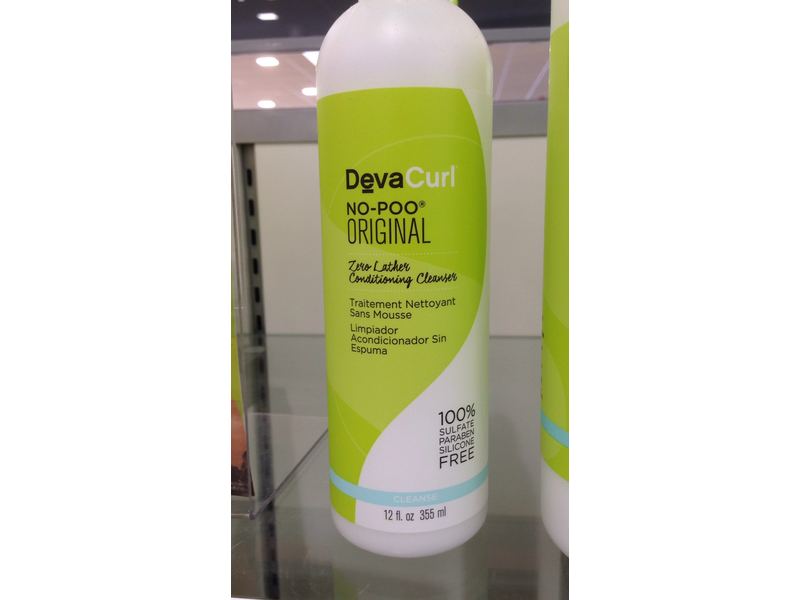 DevaCurl
NO-POO®
ORIGINAL
Zero Lather
Conditioning Cleanser
Traitement Nettoyant
Sans Mousse
Limpiador
Acondicionador Sin
Espuma
100%
SULFATE
PARABEN
SILICONE
FREE
CLEANSE
12 fl. oz 355 ml